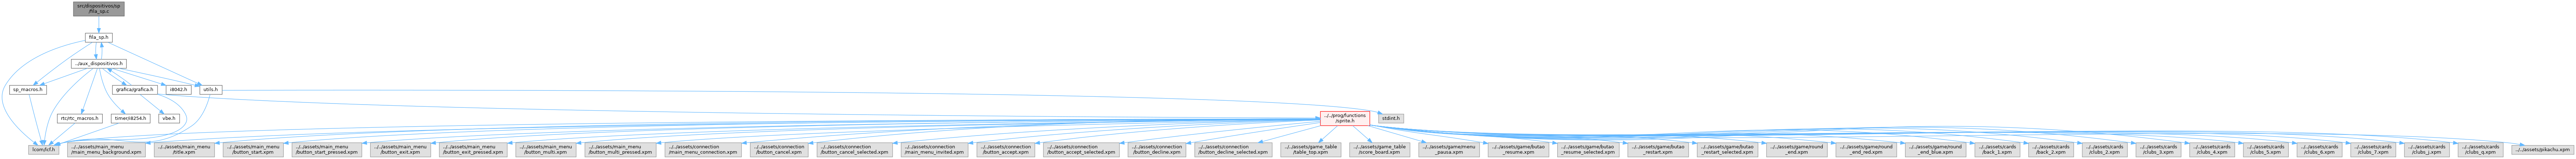 src/dispositivos/sp
/fila_sp.c
fila_sp.h
../aux_dispositivos.h
sp_macros.h
grafica/grafica.h
i8042.h
utils.h
rtc/rtc_macros.h
timer/i8254.h
vbe.h
../../prog/functions
/sprite.h
stdint.h
lcom/lcf.h
../../assets/main_menu
/main_menu_background.xpm
../../assets/main_menu
/title.xpm
../../assets/main_menu
/button_start.xpm
../../assets/main_menu
/button_start_pressed.xpm
../../assets/main_menu
/button_exit.xpm
../../assets/main_menu
/button_exit_pressed.xpm
../../assets/main_menu
/button_multi.xpm
../../assets/main_menu
/button_multi_pressed.xpm
../../assets/connection
/main_menu_connection.xpm
../../assets/connection
/button_cancel.xpm
../../assets/connection
/button_cancel_selected.xpm
../../assets/connection
/main_menu_invited.xpm
../../assets/connection
/button_accept.xpm
../../assets/connection
/button_accept_selected.xpm
../../assets/connection
/button_decline.xpm
../../assets/connection
/button_decline_selected.xpm
../../assets/game_table
/table_top.xpm
../../assets/game_table
/score_board.xpm
../../assets/game/menu
_pausa.xpm
../../assets/game/butao
_resume.xpm
../../assets/game/butao
_resume_selected.xpm
../../assets/game/butao
_restart.xpm
../../assets/game/butao
_restart_selected.xpm
../../assets/game/round
_end.xpm
../../assets/game/round
_end_red.xpm
../../assets/game/round
_end_blue.xpm
../../assets/cards
/back_1.xpm
../../assets/cards
/back_2.xpm
../../assets/cards
/clubs_2.xpm
../../assets/cards
/clubs_3.xpm
../../assets/cards
/clubs_4.xpm
../../assets/cards
/clubs_5.xpm
../../assets/cards
/clubs_6.xpm
../../assets/cards
/clubs_7.xpm
../../assets/cards
/clubs_j.xpm
../../assets/cards
/clubs_q.xpm
../../assets/pikachu.xpm